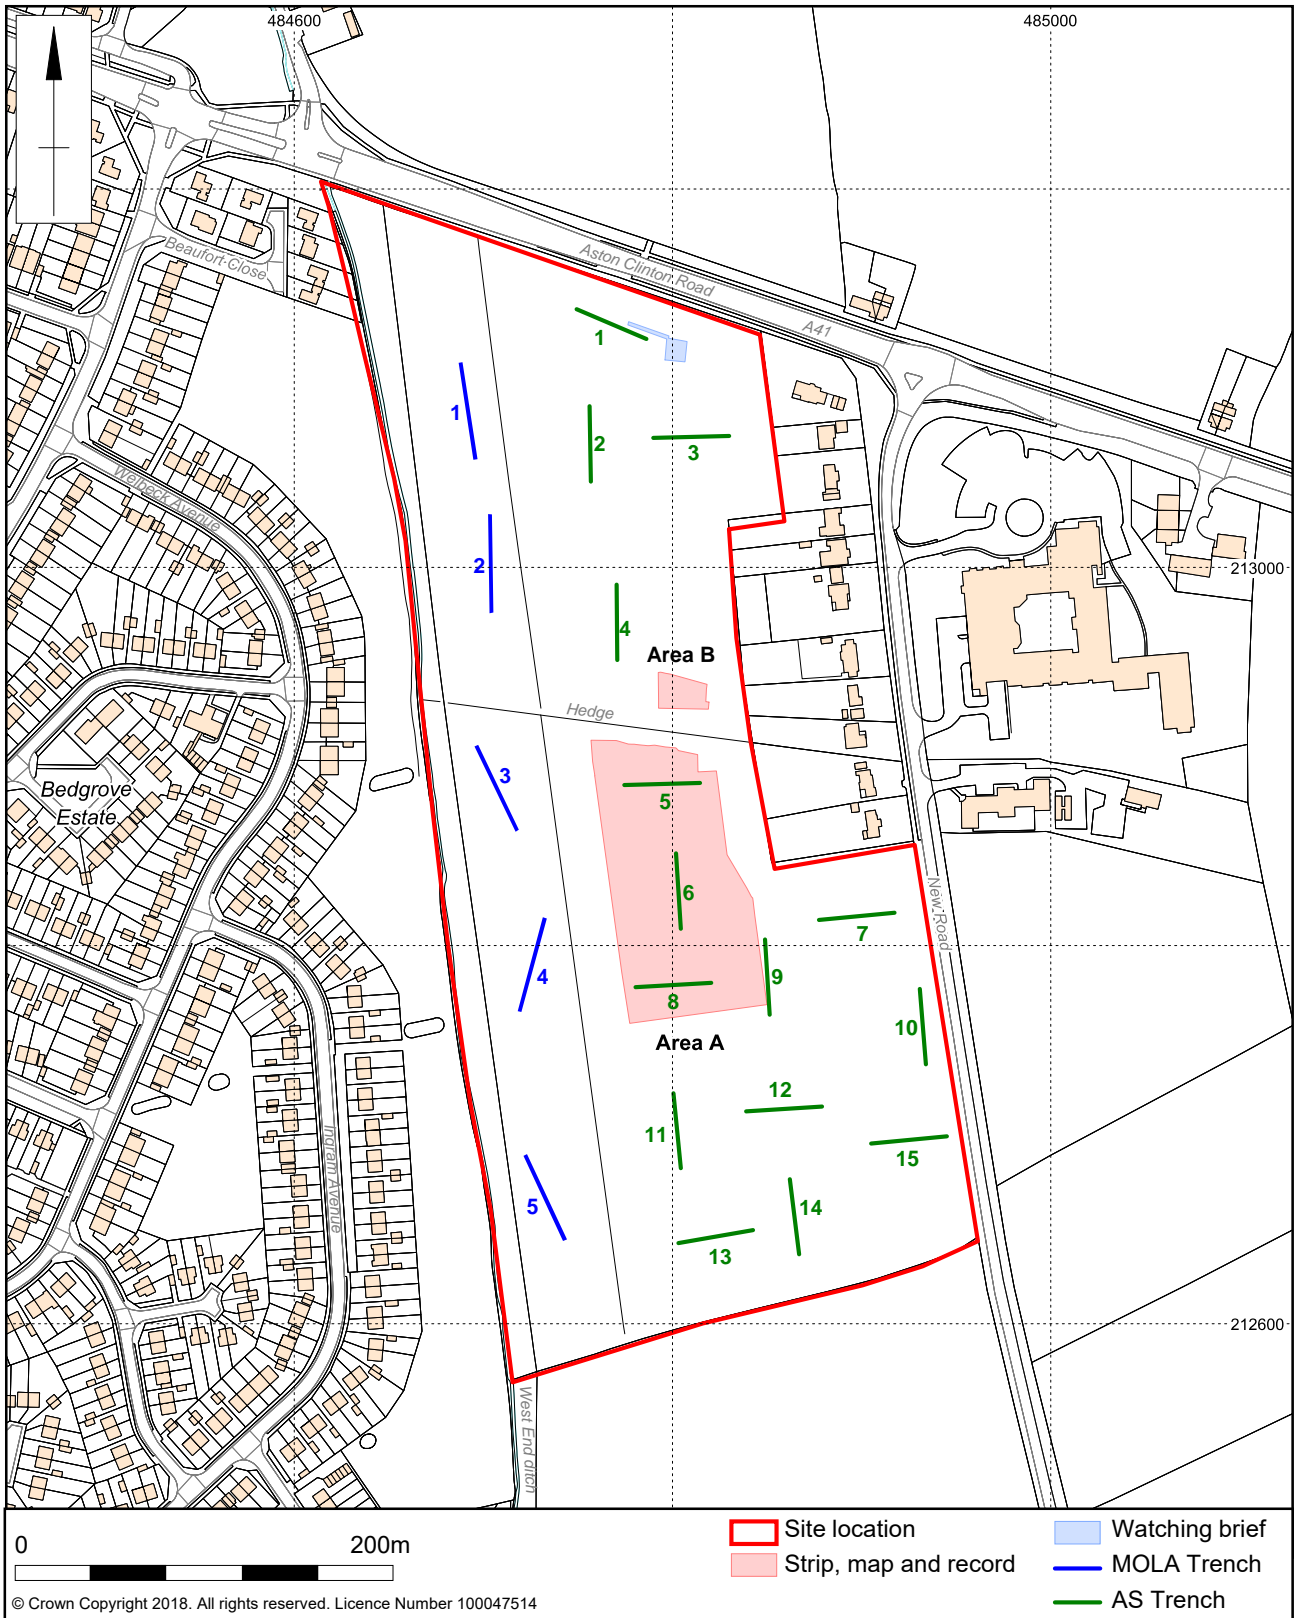 484600
485000
Beaufort Close
Aston Clinton Road
A41
1
1
2
3
Welbeck Avenue
2
213000
4
Area B
Hedge
3
Bedgrove
Estate
5
6
New Road
7
4
9
8
10
Area A
12
11
15
Ingram Avenue
5
14
13
212600
West End ditch
0 200m
© Crown Copyright 2018. All rights reserved. Licence Number 100047514
Site location
Strip, map and record
Watching brief
MOLA Trench
AS Trench